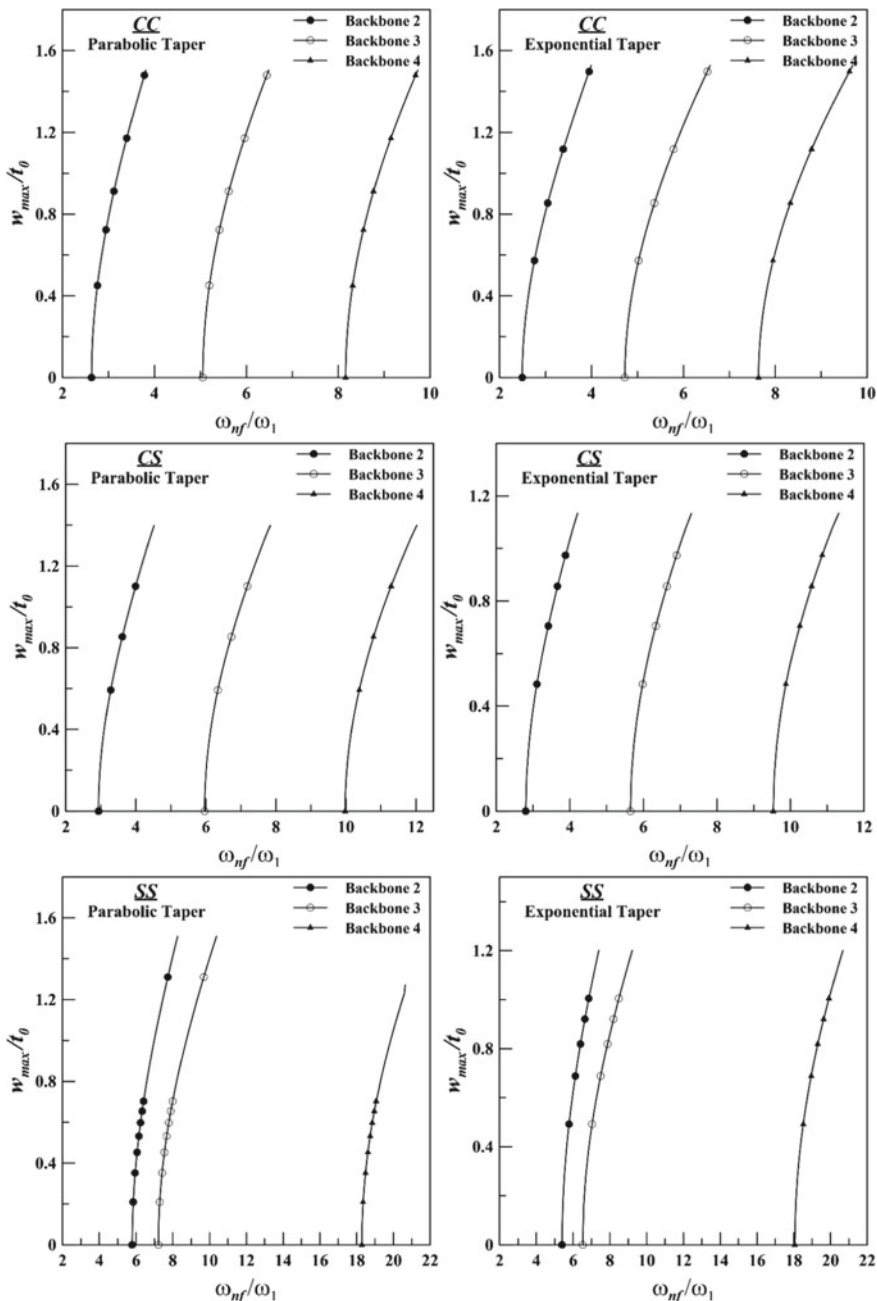 CC
Parabolic Taper
Backbone 2
Backbone 3
Backbone 4
1.6
1.2
0.8
0.4
0
w_max/t_0
2 4 6 8 10
ω_nf/ω_1
CC
Exponential Taper
Backbone 2
Backbone 3
Backbone 4
1.6
1.2
0.8
0.4
0
w_max/t_0
2 4 6 8 10
ω_nf/ω_1
CS
Parabolic Taper
Backbone 2
Backbone 3
Backbone 4
1.6
1.2
0.8
0.4
0
w_max/t_0
2 4 6 8 10 12
ω_nf/ω_1
CS
Exponential Taper
Backbone 2
Backbone 3
Backbone 4
1.2
0.8
0.4
0
w_max/t_0
2 4 6 8 10 12
ω_nf/ω_1
SS
Parabolic Taper
Backbone 2
Backbone 3
Backbone 4
1.6
1.2
0.8
0.4
0
w_max/t_0
2 4 6 8 10 12 14 16 18 20 22
ω_nf/ω_1
SS
Exponential Taper
Backbone 2
Backbone 3
Backbone 4
1.2
0.8
0.4
0
w_max/t_0
2 4 6 8 10 12 14 16 18 20 22
ω_nf/ω_1